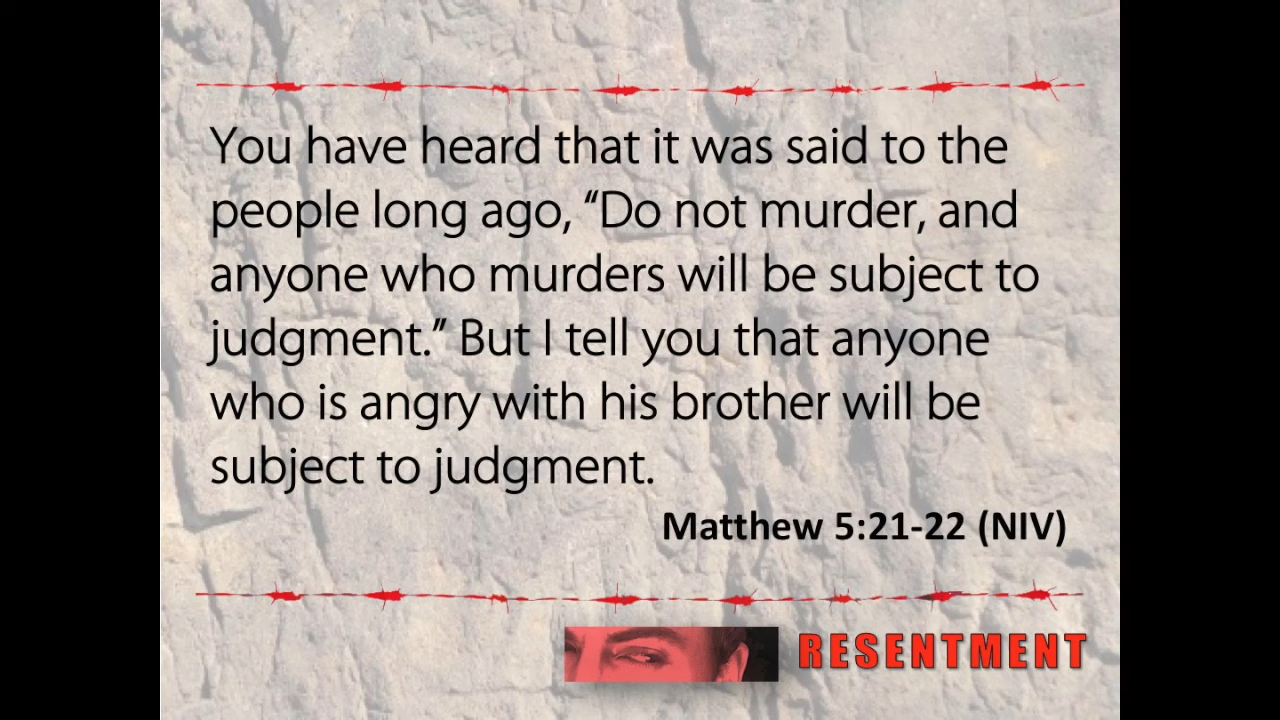 You have heard that it was said to the
people long ago, “Do not murder, and
anyone who murders will be subject to
judgment.” But I tell you that anyone
who is angry with his brother will be
subject to judgment.
Matthew 5:21-22 (NIV)
RESENTMENT